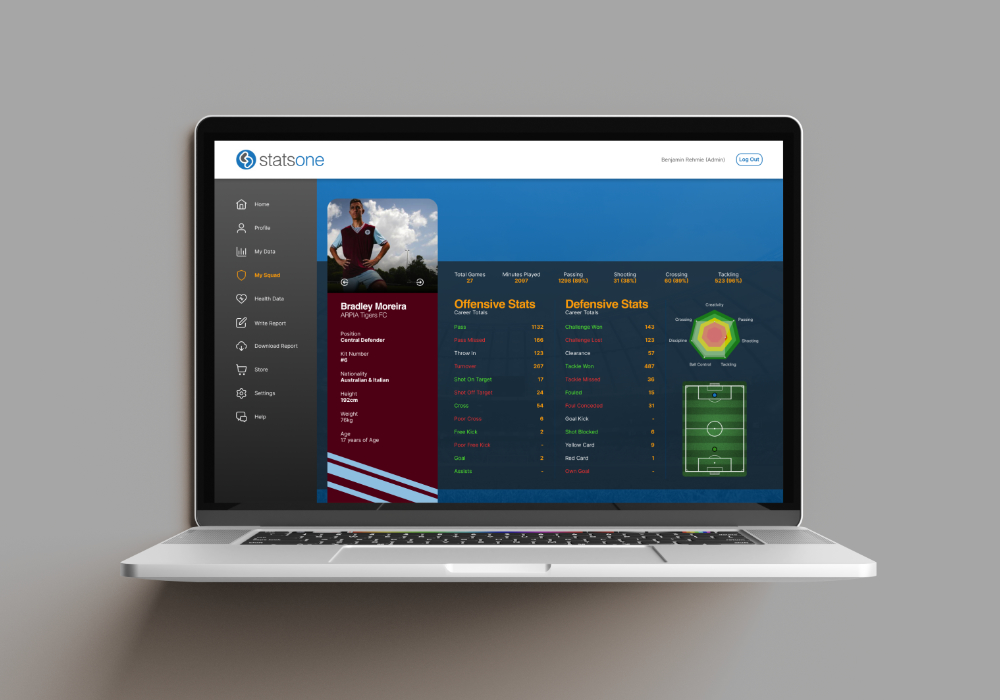 statsone
Benjamin Rehmie (Admin)
Log Out
Home
Profile
My Data
My Squad
Health Data
Write Report
Download Report
Store
Settings
Help
Bradley Moreira
ARPIA Tigers FC
Position
Central Defender
Kit Number
#6
Nationality
Australian & Italian
Height
192cm
Weight
76kg
Age
17 years of Age
Total Games
27
Minutes Played
2097
Passing
1299 (89%)
Shooting
31 (38%)
Crossing
60 (89%)
Tackling
523 (96%)
Offensive Stats
Career Totals
Pass 1132
Pass Missed 168
Throw In 123
Turnover 267
Shot On Target 17
Shot Off Target 24
Cross 54
Poor Cross 6
Free Kick 2
Poor Free Kick -
Goal 2
Assists -
Defensive Stats
Career Totals
Challenge Won 143
Challenge Lost 123
Clearance 57
Tackle Won 487
Tackle Missed 36
Fouled 15
Foul Conceded 31
Goal Kick -
Shot Blocked 6
Yellow Card 9
Red Card 1
Own Goal -
Creativity
Crossing
Passing
Discipline
Shooting
Ball Control
Tackling